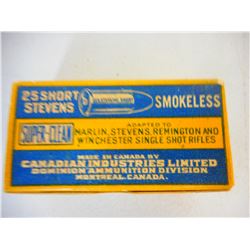 25 SHORT
STEVENS
SMOKELESS
SUPER-CLEAN
ADAPTED TO
MARLIN, STEVENS, REMINGTON AND
WINCHESTER SINGLE SHOT RIFLES
MADE IN CANADA BY
CANADIAN INDUSTRIES LIMITED
DOMINION AMMUNITION DIVISION
MONTREAL, CANADA.